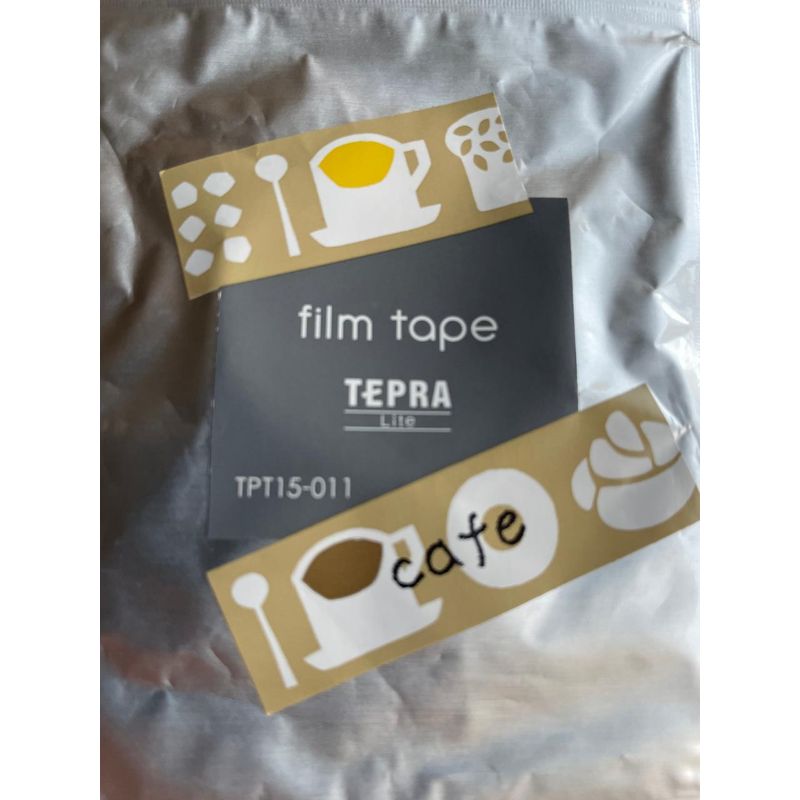 film tape
TEPRA
Lite
TPT15-011
cafe